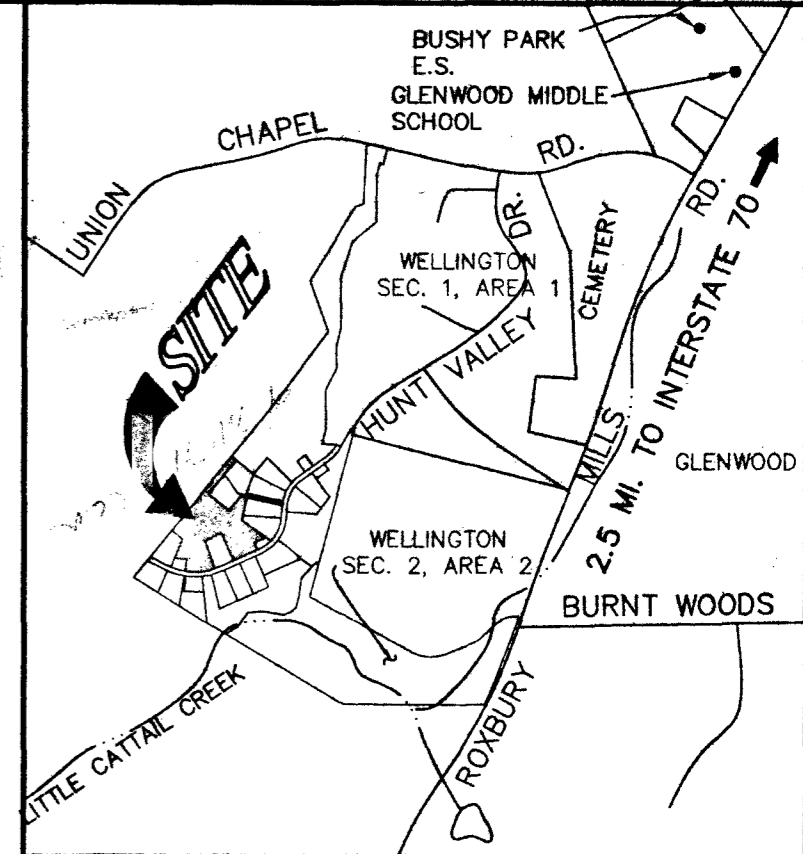 BUSHY PARK
E.S.
GLENWOOD MIDDLE
SCHOOL
UNION CHAPEL RD.
SITE
WELLINGTON
SEC. 1, AREA 1
HUNT VALLEY DR.
CEMETERY
ROXBURY MILLS RD.
2.5 MI. TO INTERSTATE 70
GLENWOOD
WELLINGTON
SEC. 2, AREA 2
BURNT WOODS
LITTLE CATTAIL CREEK